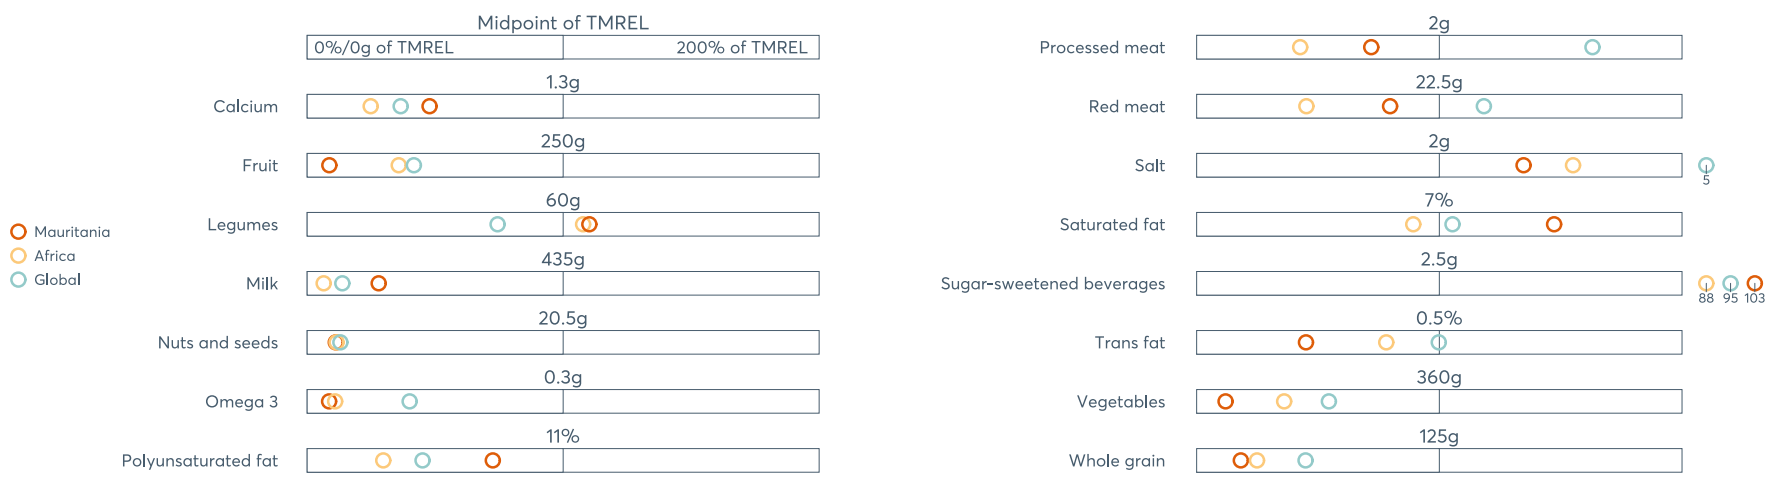 Midpoint of TMREL
0%/0g of TMREL 200% of TMREL
1.3g
Calcium
250g
Fruit
60g
Legumes
435g
Milk
20.5g
Nuts and seeds
0.3g
Omega 3
11%
Polyunsaturated fat
Mauritania
Africa
Global
2g
Processed meat
22.5g
Red meat
2g
Salt
5
7%
Saturated fat
2.5g
Sugar-sweetened beverages
88 95 103
0.5%
Trans fat
360g
Vegetables
125g
Whole grain